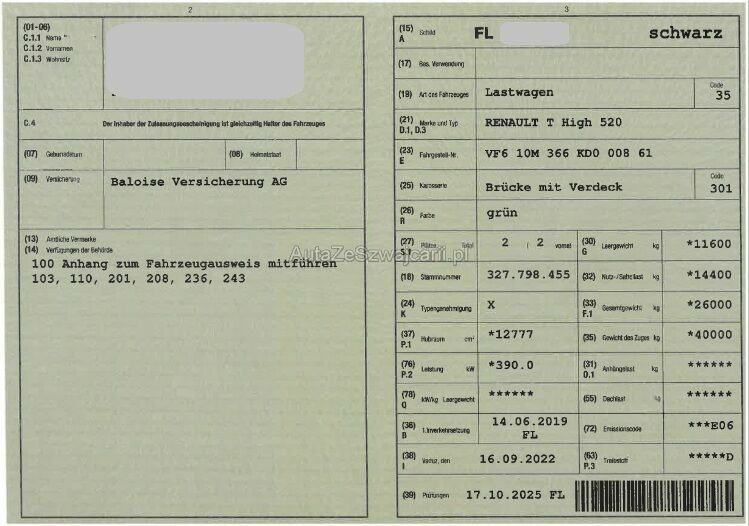 2
(01-06)
C.1.1 Name
C.1.2 Vornamen
C.1.3 Wohnsitz
C.4 Der Inhaber der Zulassungsbescheinigung ist gleichzeitig Halter des Fahrzeuges
(07) Geburtsdatum (08) Heimatstaat
(09) Versicherung Baloise Versicherung AG
(13) Amtliche Vermerke
(14) Verfügungen der Behörde
100 Anhang zum Fahrzeugausweis mitführen
103, 110, 201, 208, 236, 243
AutaZeSzwajcarii.pl
3
(15) A Schild FL schwarz
(17) Bes. Verwendung
(19) Art des Fahrzeuges Lastwagen Code 35
(21) D.1, D.3 Marke und Typ RENAULT T High 520
(23) E Fahrgestell-Nr. VF6 10M 366 KD0 008 61
(25) Karosserie Brücke mit Verdeck Code 301
(26) R Farbe grün
(27) S.1 Plätze Total 2 / 2 vorne (30) G Leergewicht kg *11600
(18) Stammnummer 327.798.455 (32) Nutz-/Sattellast kg *14400
(24) K Typengenehmigung X (33) F.1 Gesamtgewicht kg *26000
(37) P.1 Hubraum cm³ *12777 (35) Gewicht des Zuges kg *40000
(76) P.2 Leistung kW *390.0 (31) O.1 Anhängelast kg ******
(78) Q kW/kg Leergewicht ****** (55) Dachlast kg ******
(36) B 1.Inverkehrsetzung 14.06.2019 FL (72) Emissionscode ***E06
(38) I Vaduz, den 16.09.2022 (63) P.3 Treibstoff *****D
(39) Prüfungen 17.10.2025 FL